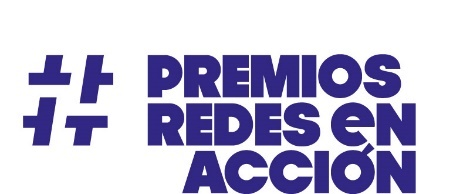 # PREMIOS
REDES eN
ACCIÓN